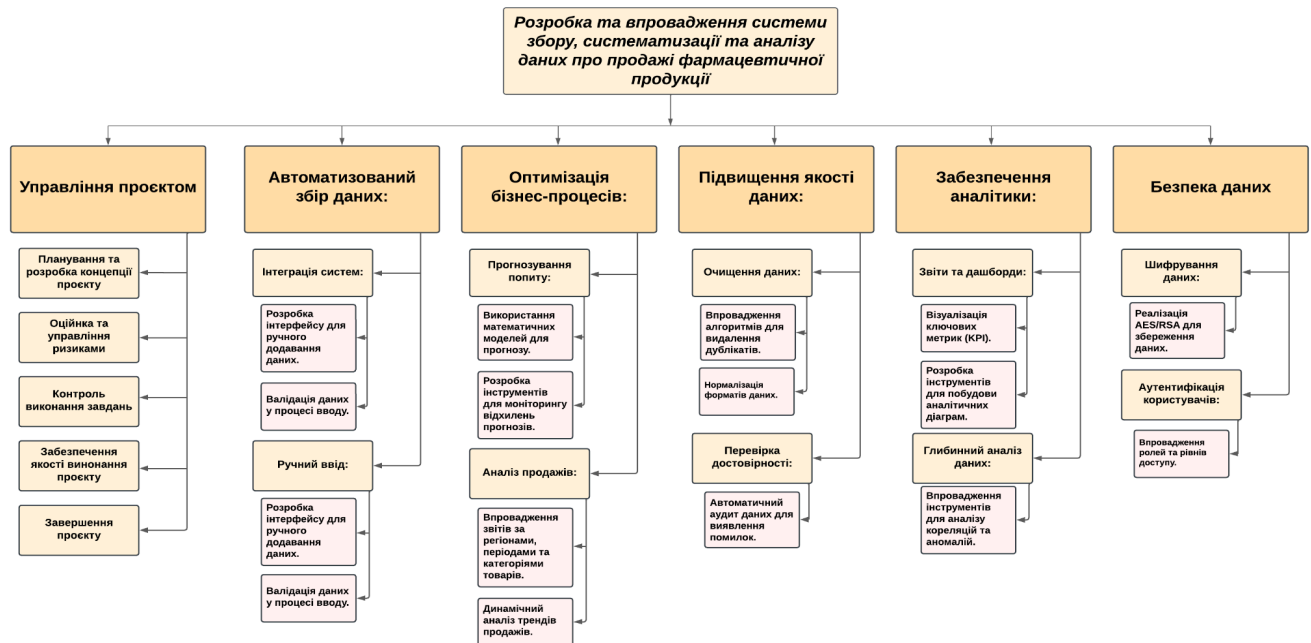 Розробка та впровадження системи
збору, систематизації та аналізу
даних про продажі фармацевтичної
продукції
Управління проєктом
Планування та
розробка концепції
проєкту
Оційнка та
управління
ризиками
Контроль
виконання завдань
Забезпечення
якості винонання
проєкту
Завершення
проєкту
Автоматизований
збір даних:
Інтеграція систем:
Розробка
інтерфейсу для
ручного
додавання
даних.
Валідація даних
у процесі вводу.
Ручний ввід:
Розробка
інтерфейсу для
ручного
додавання
даних.
Валідація даних
у процесі вводу.
Оптимізація
бізнес-процесів:
Прогнозування
попиту:
Використання
математичних
моделей для
прогнозу.
Розробка
інструментів
для моніторингу
відхилень
прогнозів.
Аналіз продажів:
Впровадження
звітів за
регіонами,
періодами та
категоріями
товарів.
Динамічний
аналіз трендів
продажів.
Підвищення якості
даних:
Очищення даних:
Впровадження
алгоритмів для
видалення
дублікатів.
Нормалізація
форматів даних.
Перевірка
достовірності:
Автоматичний
аудит даних для
виявлення
помилок.
Забезпечення
аналітики:
Звіти та дашборди:
Візуалізація
ключових
метрик (KPI).
Розробка
інструментів
для побудови
аналітичних
діаграм.
Глибинний аналіз
даних:
Впровадження
інструментів
для аналізу
кореляцій та
аномалій.
Безпека даних
Шифрування
даних:
Реалізація
AES/RSA для
збереження
даних.
Аутентифікація
користувачів:
Впровадження
ролей та рівнів
доступу.